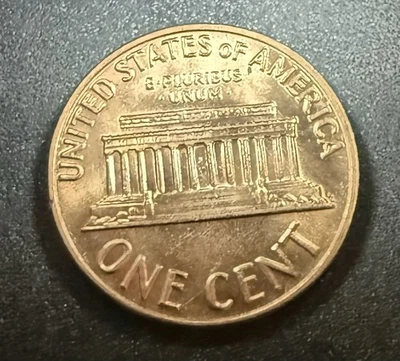 UNITED STATES OF AMERICA
E·PLURIBUS
UNUM
ONE CENT